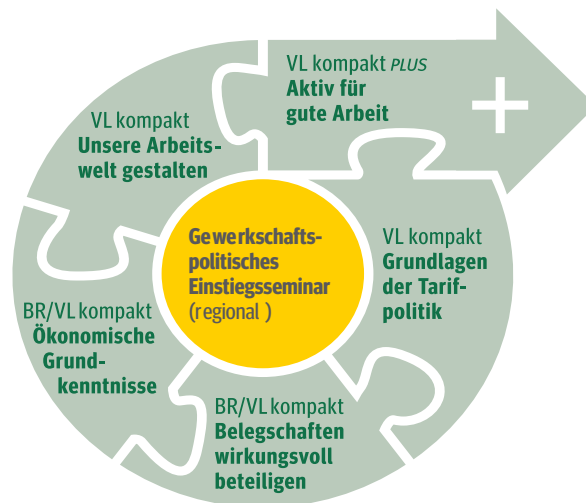 VL kompakt PLUS
Aktiv für
gute Arbeit
+
VL kompakt
Unsere Arbeits-
welt gestalten
Gewerkschafts-
politisches
Einstiegsseminar
(regional )
VL kompakt
Grundlagen
der Tarif-
politik
BR/VL kompakt
Ökonomische
Grund-
kenntnisse
BR/VL kompakt
Belegschaften
wirkungsvoll
beteiligen